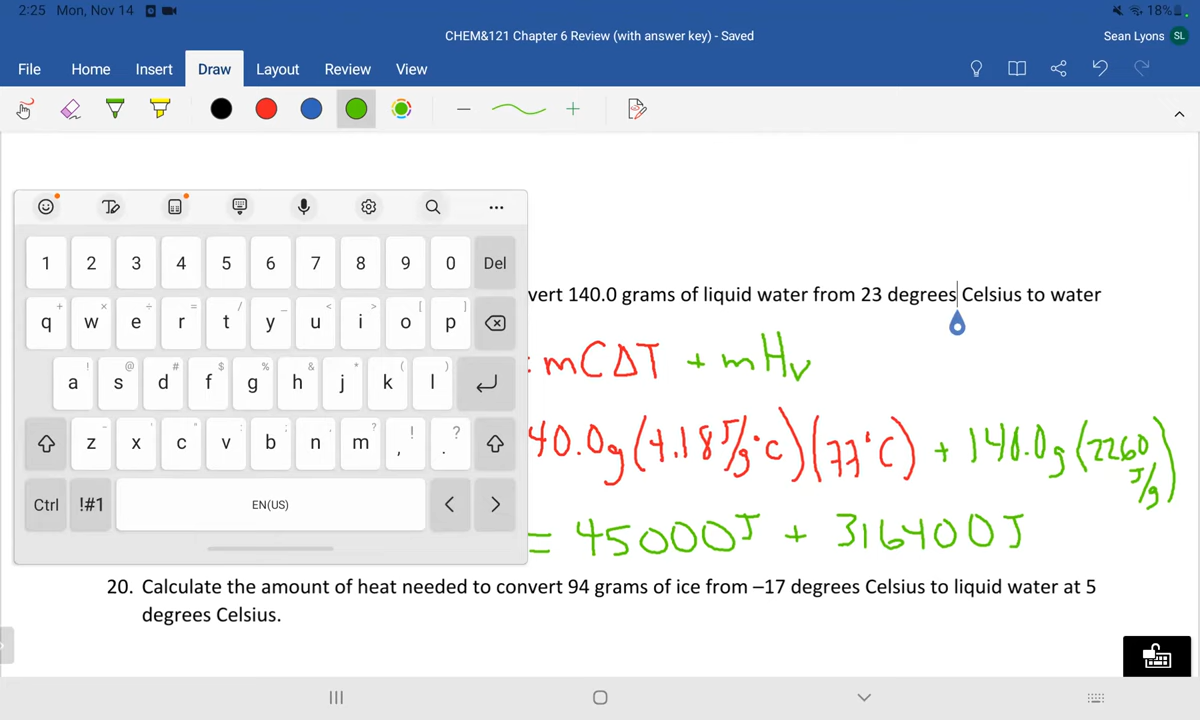 2:25 Mon, Nov 14 18%
CHEM&121 Chapter 6 Review (with answer key) - Saved
Sean Lyons SL
File Home Insert Draw Layout Review View
1 2 3 4 5 6 7 8 9 0 Del
q w e r t y u i o p
a s d f g h j k l
z x c v b n m ! , ? .
Ctrl !#1 EN(US) < >
vert 140.0 grams of liquid water from 23 degrees Celsius to water
: mCΔT + mHv
40.0g (4.18 J/g°C) (77°C) + 140.0g (2260 J/g)
= 45000J + 316400J
20. Calculate the amount of heat needed to convert 94 grams of ice from –17 degrees Celsius to liquid water at 5
degrees Celsius.